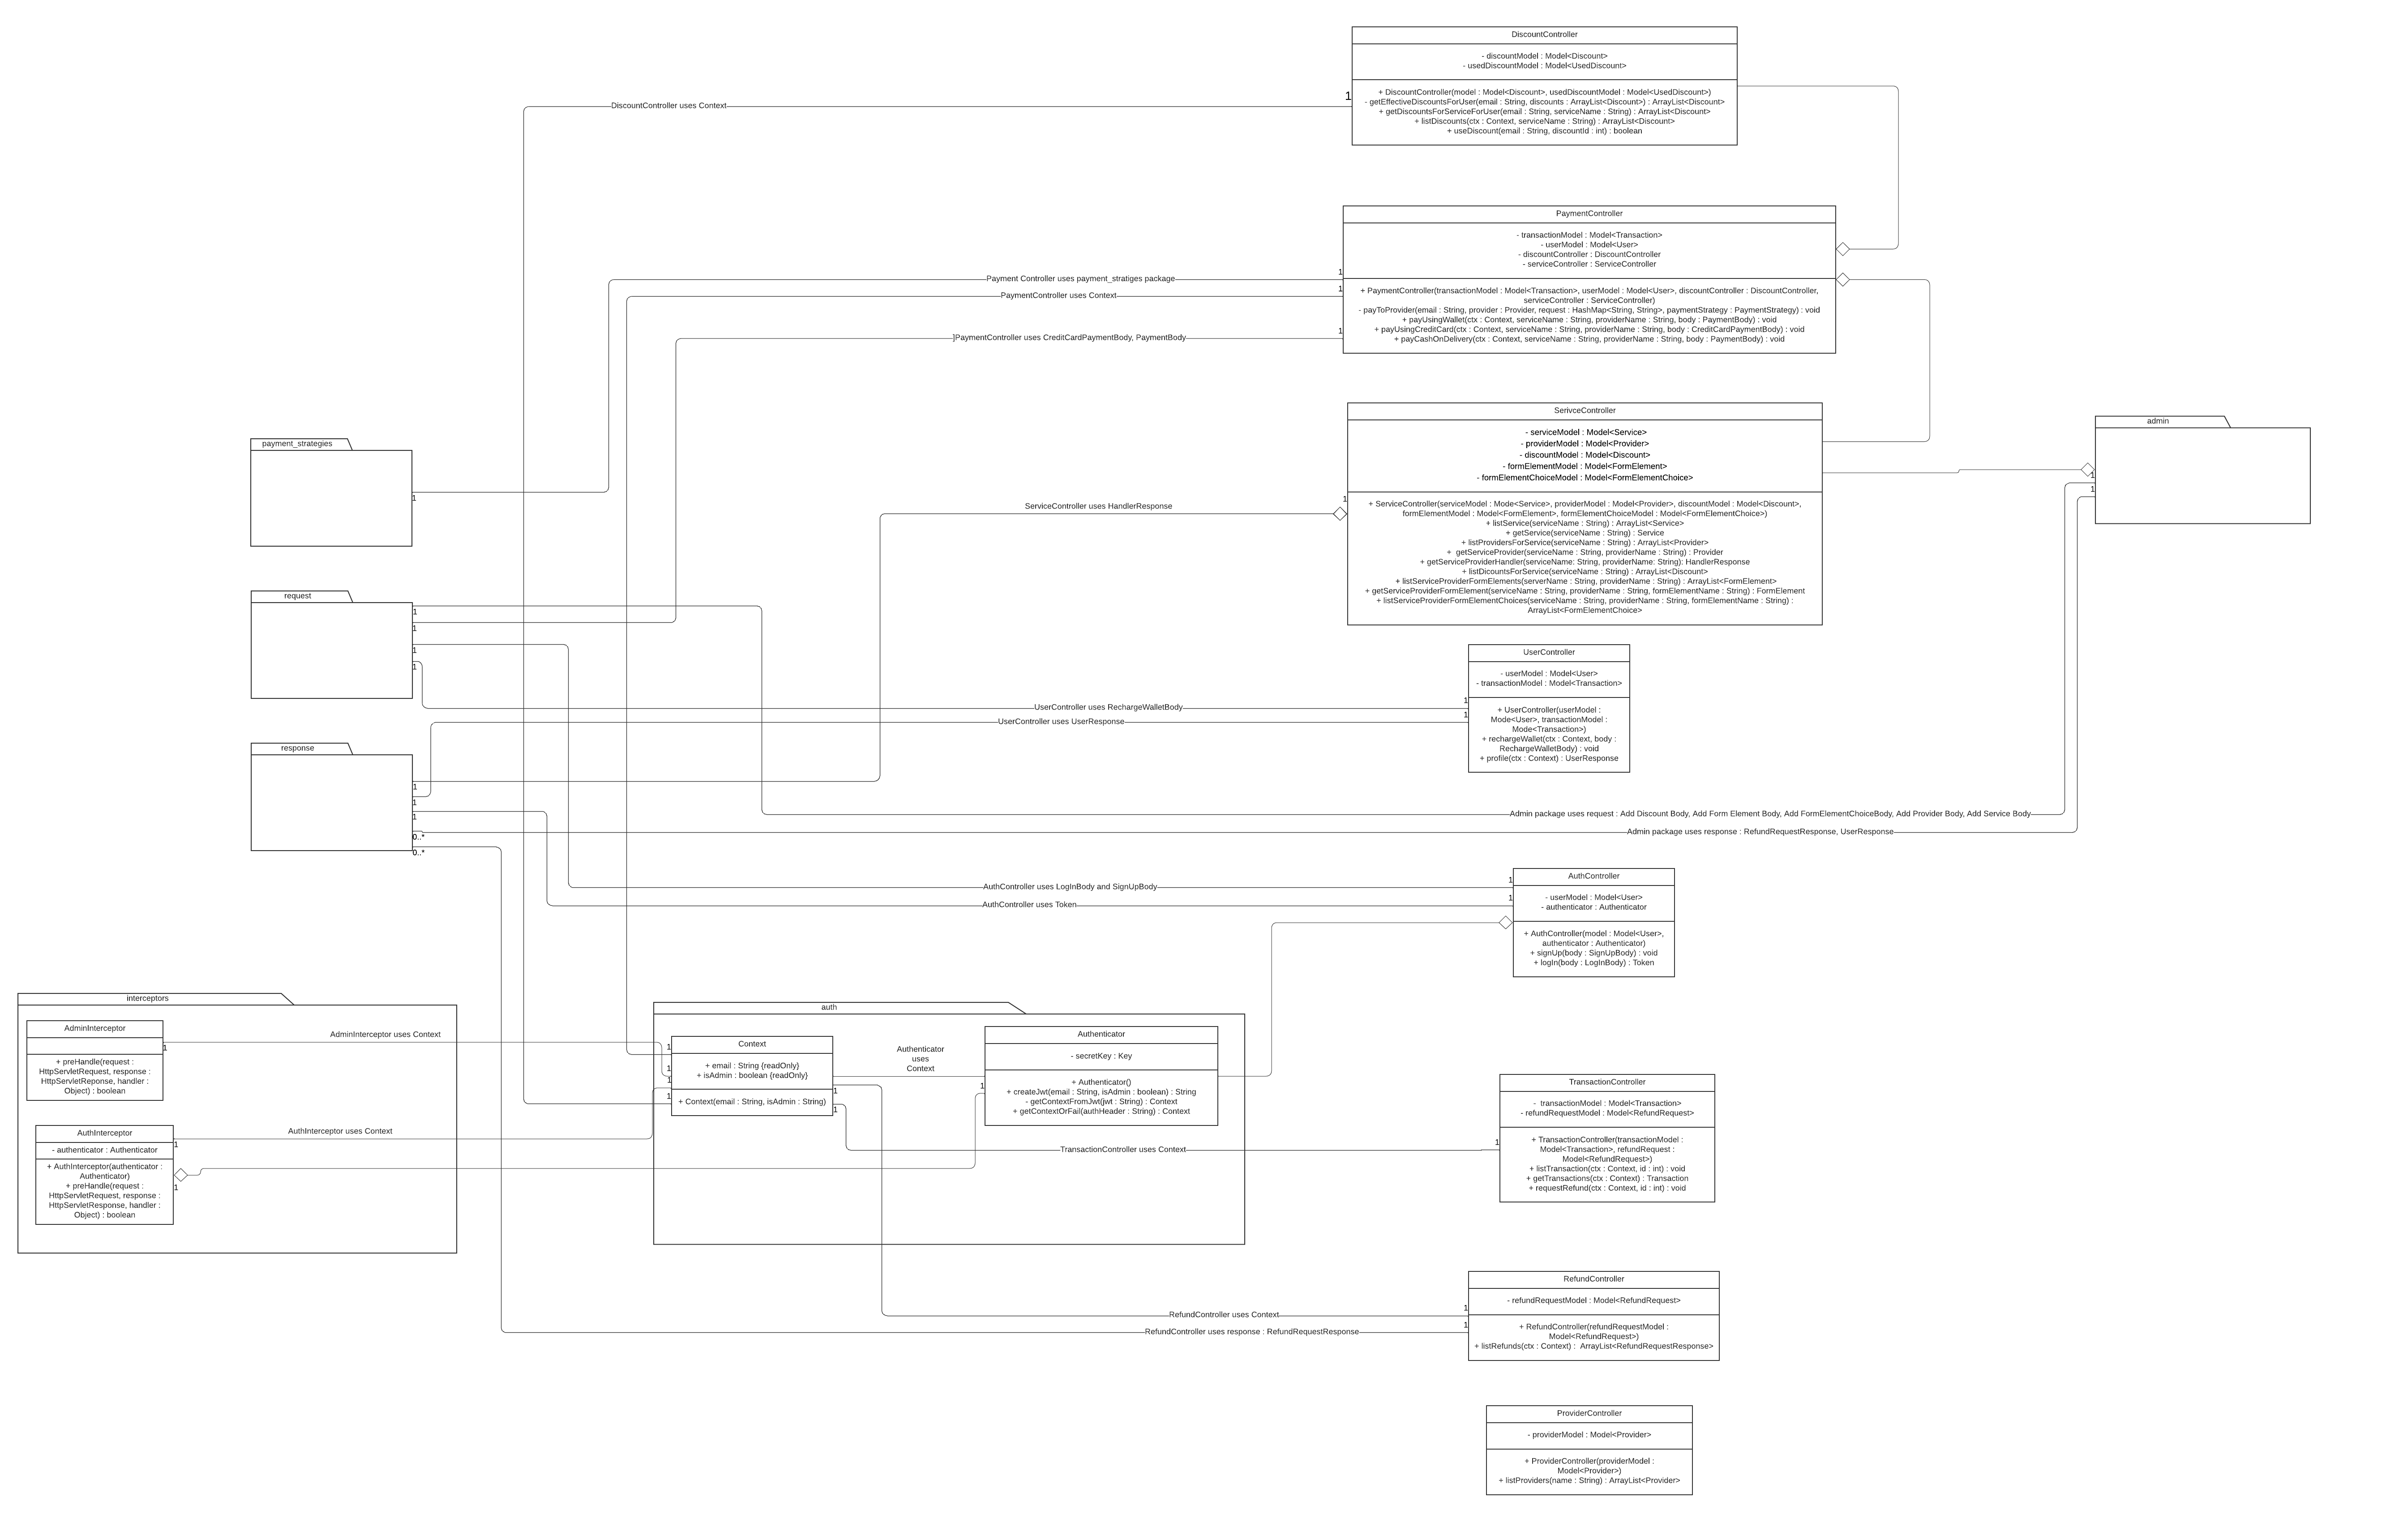 DiscountController
- discountModel : Model<Discount>
- usedDiscountModel : Model<UsedDiscount>
+ DiscountController(model : Model<Discount>, usedDiscountModel : Model<UsedDiscount>)
- getEffectiveDiscountsForUser(email : String, discounts : ArrayList<Discount>) : ArrayList<Discount>
+ getDiscountsForServiceForUser(email : String, serviceName : String) : ArrayList<Discount>
+ listDiscounts(ctx : Context, serviceName : String) : ArrayList<Discount>
+ useDiscount(email : String, discountId : int) : boolean
1
DiscountController uses Context
PaymentController
- transactionModel : Model<Transaction>
- userModel : Model<User>
- discountController : DiscountController
- serviceController : ServiceController
+ PaymentController(transactionModel : Model<Transaction>, userModel : Model<User>, discountController : DiscountController,
serviceController : ServiceController)
- payToProvider(email : String, provider : Provider, request : HashMap<String, String>, paymentStrategy : PaymentStrategy) : void
+ payUsingWallet(ctx : Context, serviceName : String, providerName : String, body : PaymentBody) : void
+ payUsingCreditCard(ctx : Context, serviceName : String, providerName : String, body : CreditCardPaymentBody) : void
+ payCashOnDelivery(ctx : Context, serviceName : String, providerName : String, body : PaymentBody) : void
Payment Controller uses payment_stratiges package
1
PaymentController uses Context
1
]PaymentController uses CreditCardPaymentBody, PaymentBody
1
SerivceController
- serviceModel : Model<Service>
- providerModel : Model<Provider>
- discountModel : Model<Discount>
- formElementModel : Model<FormElement>
- formElementChoiceModel : Model<FormElementChoice>
+ ServiceController(serviceModel : Mode<Service>, providerModel : Model<Provider>, discountModel : Model<Discount>,
formElementModel : Model<FormElement>, formElementChoiceModel : Model<FormElementChoice>)
+ listService(serviceName : String) : ArrayList<Service>
+ getService(serviceName : String) : Service
+ listProvidersForService(serviceName : String) : ArrayList<Provider>
+  getServiceProvider(serviceName : String, providerName : String) : Provider
+ getServiceProviderHandler(serviceName: String, providerName: String): HandlerResponse
+ listDicountsForService(serviceName : String) : ArrayList<Discount>
+ listServiceProviderFormElements(serverName : String, providerName : String) : ArrayList<FormElement>
+ getServiceProviderFormElement(serviceName : String, providerName : String, formElementName : String) : FormElement
+ listServiceProviderFormElementChoices(serviceName : String, providerName : String, formElementName : String) :
ArrayList<FormElementChoice>
ServiceController uses HandlerResponse
1
admin
1
1
payment_strategies
1
request
1
1
1
1
UserController
- userModel : Model<User>
- transactionModel : Model<Transaction>
+ UserController(userModel :
Mode<User>, transactionModel :
Mode<Transaction>)
+ rechargeWallet(ctx : Context, body :
RechargeWalletBody) : void
+ profile(ctx : Context) : UserResponse
UserController uses RechargeWalletBody
1
UserController uses UserResponse
1
response
1
1
1
0..*
0..*
Admin package uses request : Add Discount Body, Add Form Element Body, Add FormElementChoiceBody, Add Provider Body, Add Service Body
Admin package uses response : RefundRequestResponse, UserResponse
AuthController
- userModel : Model<User>
- authenticator : Authenticator
+ AuthController(model : Model<User>,
authenticator : Authenticator)
+ signUp(body : SignUpBody) : void
+ logIn(body : LogInBody) : Token
AuthController uses LogInBody and SignUpBody
1
AuthController uses Token
1
interceptors
AdminInterceptor
+ preHandle(request :
HttpServletRequest, response :
HttpServletReponse, handler :
Object) : boolean
1
AdminInterceptor uses Context
AuthInterceptor
- authenticator : Authenticator
+ AuthInterceptor(authenticator :
Authenticator)
+ preHandle(request :
HttpServletRequest, response :
HttpServletResponse, handler :
Object) : boolean
1
1
AuthInterceptor uses Context
auth
Context
+ email : String {readOnly}
+ isAdmin : boolean {readOnly}
+ Context(email : String, isAdmin : String)
1
1
1
1
1
1
Authenticator
uses
Context
Authenticator
- secretKey : Key
+ Authenticator()
+ createJwt(email : String, isAdmin : boolean) : String
- getContextFromJwt(jwt : String) : Context
+ getContextOrFail(authHeader : String) : Context
1
TransactionController uses Context
1
TransactionController
-  transactionModel : Model<Transaction>
- refundRequestModel : Model<RefundRequest>
+ TransactionController(transactionModel :
Model<Transaction>, refundRequest :
Model<RefundRequest>)
+ listTransaction(ctx : Context, id : int) : void
+ getTransactions(ctx : Context) : Transaction
+ requestRefund(ctx : Context, id : int) : void
RefundController
- refundRequestModel : Model<RefundRequest>
+ RefundController(refundRequestModel :
Model<RefundRequest>)
+ listRefunds(ctx : Context) :  ArrayList<RefundRequestResponse>
RefundController uses Context
1
RefundController uses response : RefundRequestResponse
1
ProviderController
- providerModel : Model<Provider>
+ ProviderController(providerModel :
Model<Provider>)
+ listProviders(name : String) : ArrayList<Provider>